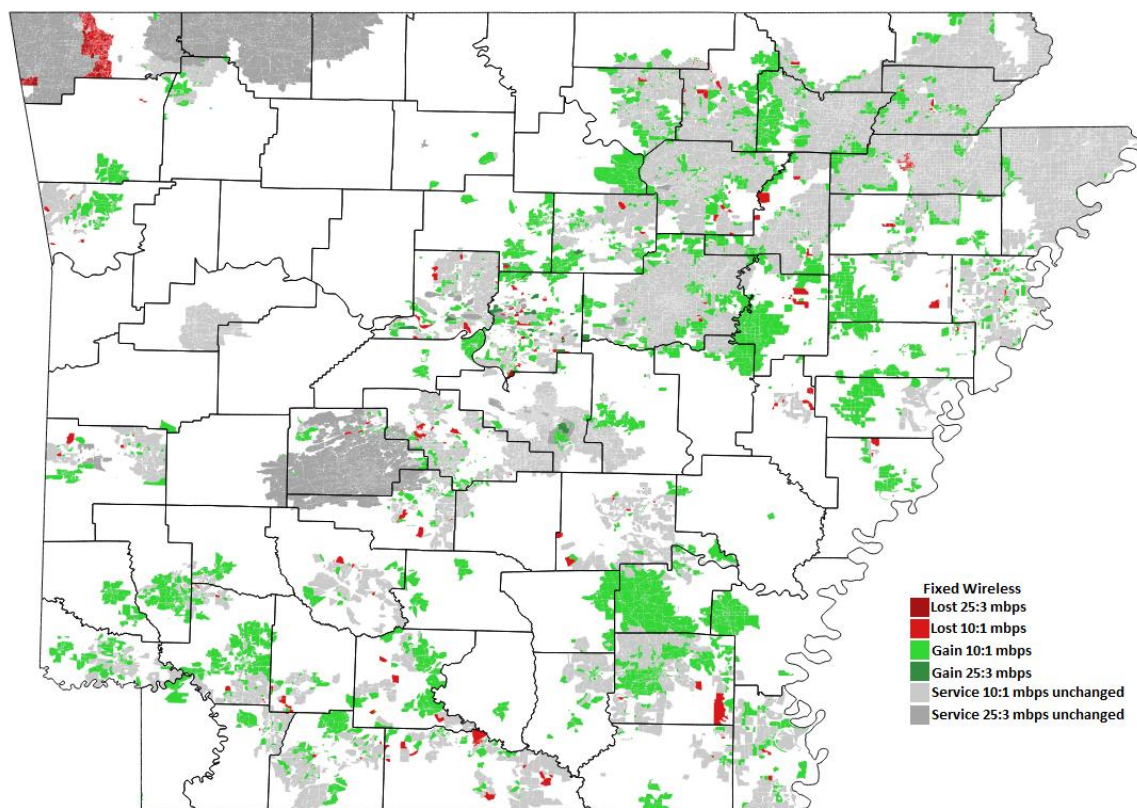 Fixed Wireless
Lost 25:3 mbps
Lost 10:1 mbps
Gain 10:1 mbps
Gain 25:3 mbps
Service 10:1 mbps unchanged
Service 25:3 mbps unchanged